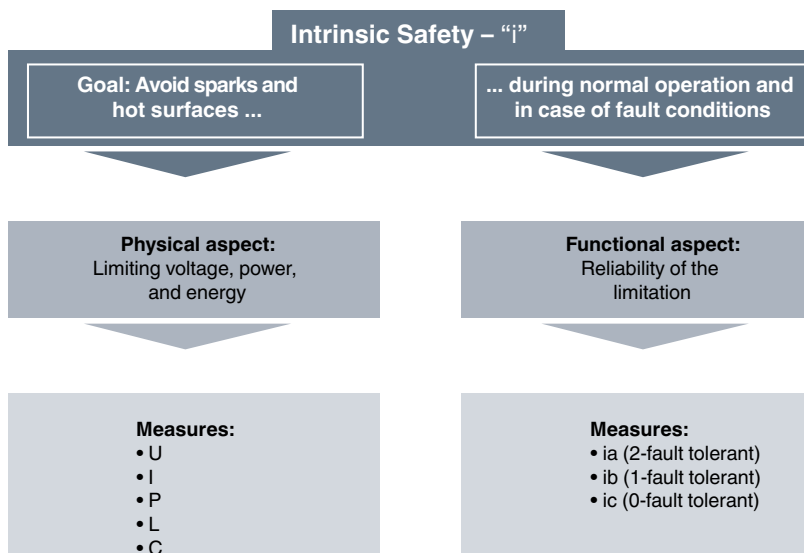 Intrinsic Safety – “i”
Goal: Avoid sparks and
hot surfaces ...
... during normal operation and
in case of fault conditions
Physical aspect:
Limiting voltage, power,
and energy
Functional aspect:
Reliability of the
limitation
Measures:
• U
• I
• P
• L
• C
Measures:
• ia (2-fault tolerant)
• ib (1-fault tolerant)
• ic (0-fault tolerant)